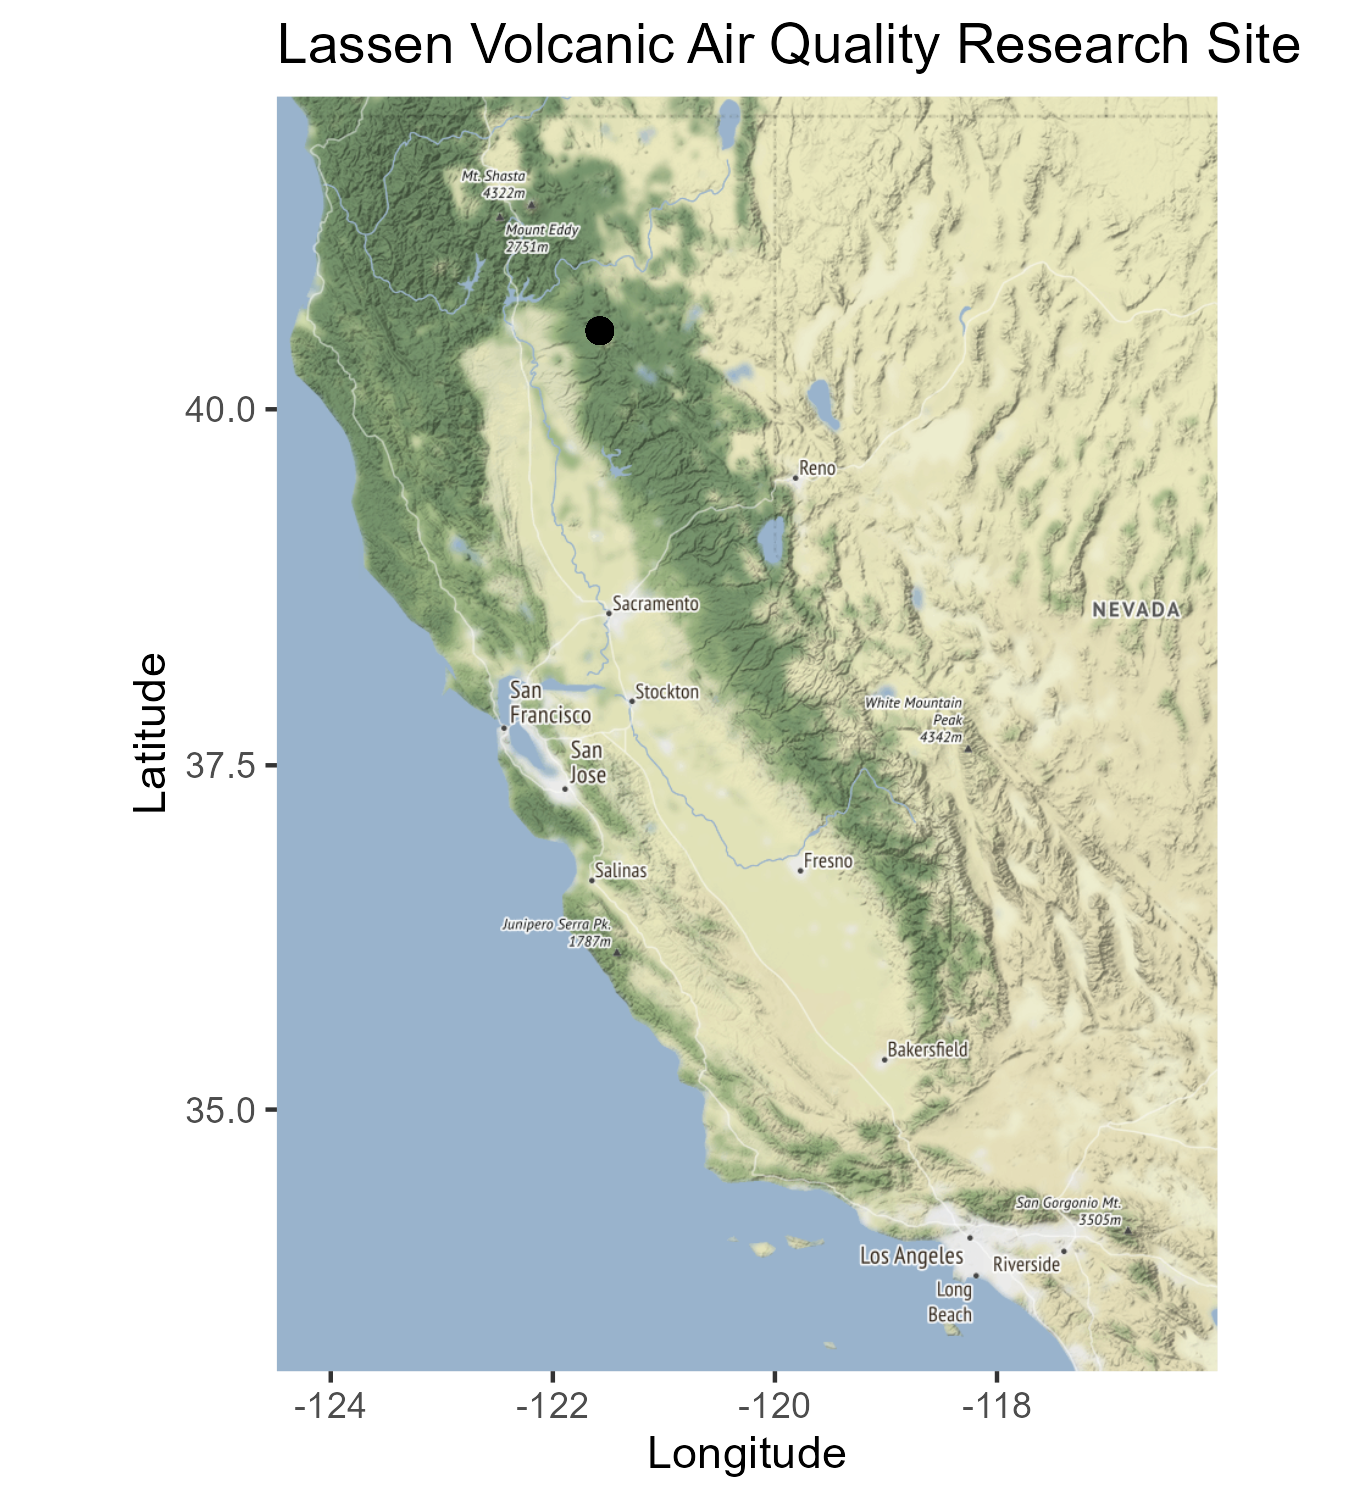 Lassen Volcanic Air Quality Research Site
Mt. Shasta
4322m
Mount Eddy
2751m
40.0
Reno
Sacramento
NEVADA
San
Francisco
Stockton
White Mountain
Peak
4342m
Latitude
37.5
San
Jose
Fresno
Salinas
Junipero Serra Pk.
1787m
Bakersfield
35.0
San Gorgonio Mt.
3505m
Los Angeles
Riverside
Long
Beach
-124
-122
-120
-118
Longitude